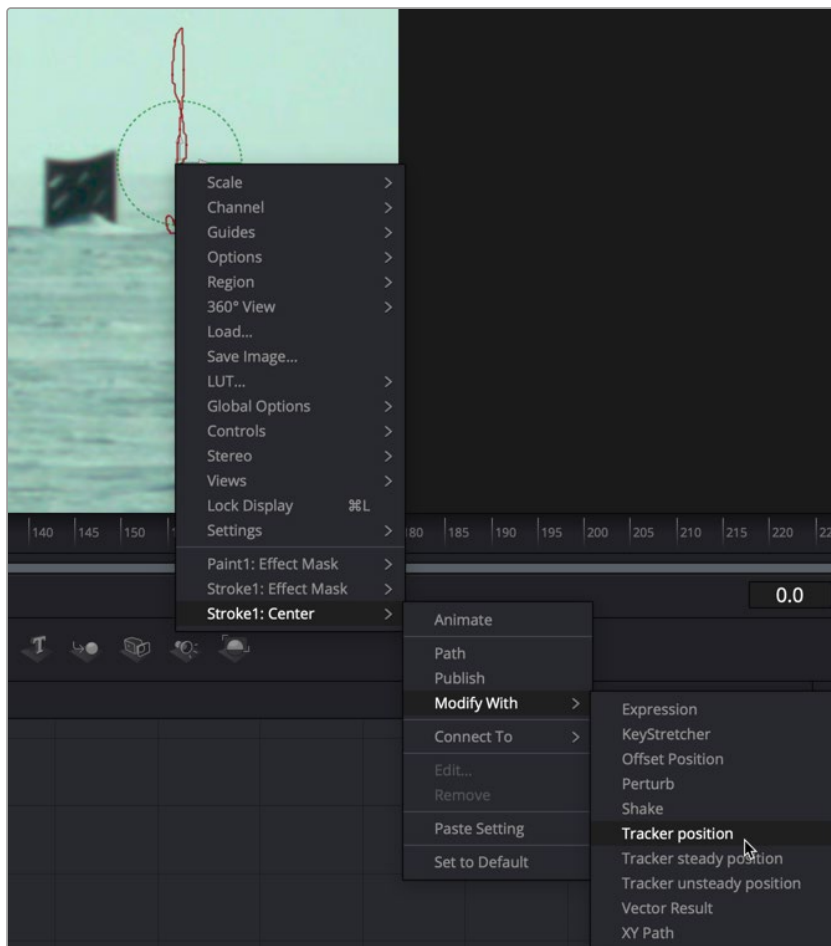 Scale
Channel
Guides
Options
Region
360° View
Load...
Save Image...
LUT...
Global Options
Controls
Stereo
Views
Lock Display ⌘L
Settings
140 145 150 180 185 190 195 200 205 210 215 220
Paint1: Effect Mask
Stroke1: Effect Mask
Stroke1: Center
0.0
T
Animate
Path
Publish
Modify With
Connect To
Edit...
Remove
Paste Setting
Set to Default
Expression
KeyStretcher
Offset Position
Perturb
Shake
Tracker position
Tracker steady position
Tracker unsteady position
Vector Result
XY Path